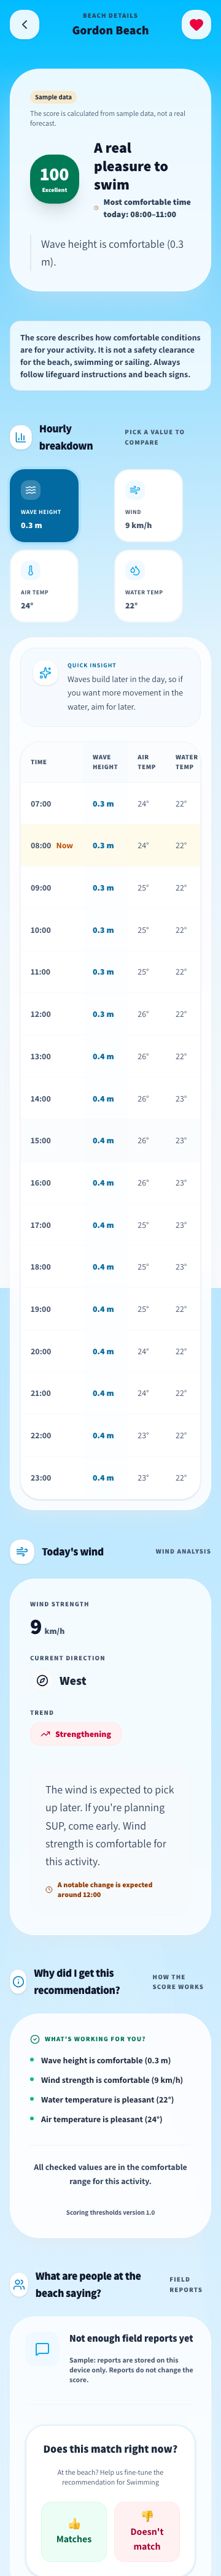 BEACH DETAILS
Gordon Beach
Sample data
The score is calculated from sample data, not a real
forecast.
100
Excellent
A real
pleasure to
swim
Most comfortable time
today: 08:00–11:00
Wave height is comfortable (0.3
m).
The score describes how comfortable conditions
are for your activity. It is not a safety clearance
for the beach, swimming or sailing. Always
follow lifeguard instructions and beach signs.
Hourly
breakdown
PICK A VALUE TO
COMPARE
WAVE HEIGHT
0.3 m
WIND
9 km/h
AIR TEMP
24°
WATER TEMP
22°
QUICK INSIGHT
Waves build later in the day, so if
you want more movement in the
water, aim for later.
TIME WAVE HEIGHT AIR TEMP WATER TEMP
07:00 0.3 m 24° 22°
08:00 Now 0.3 m 24° 22°
09:00 0.3 m 25° 22°
10:00 0.3 m 25° 22°
11:00 0.3 m 25° 22°
12:00 0.3 m 26° 22°
13:00 0.4 m 26° 22°
14:00 0.4 m 26° 23°
15:00 0.4 m 26° 23°
16:00 0.4 m 26° 23°
17:00 0.4 m 25° 23°
18:00 0.4 m 25° 23°
19:00 0.4 m 25° 22°
20:00 0.4 m 24° 22°
21:00 0.4 m 24° 22°
22:00 0.4 m 23° 22°
23:00 0.4 m 23° 22°
Today's wind
WIND ANALYSIS
WIND STRENGTH
9 km/h
CURRENT DIRECTION
West
TREND
Strengthening
The wind is expected to pick
up later. If you're planning
SUP, come early. Wind
strength is comfortable for
this activity.
A notable change is expected
around 12:00
Why did I get this
recommendation?
HOW THE
SCORE WORKS
WHAT'S WORKING FOR YOU?
Wave height is comfortable (0.3 m)
Wind strength is comfortable (9 km/h)
Water temperature is pleasant (22°)
Air temperature is pleasant (24°)
All checked values are in the comfortable
range for this activity.
Scoring thresholds version 1.0
What are people at the
beach saying?
FIELD
REPORTS
Not enough field reports yet
Sample: reports are stored on this
device only. Reports do not change the
score.
Does this match right now?
At the beach? Help us fine-tune the
recommendation for Swimming
Matches
Doesn't
match